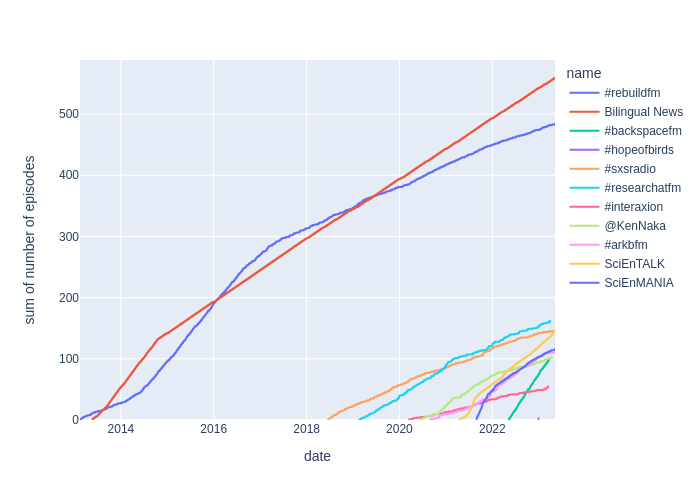 name
#rebuildfm
Bilingual News
#backspacefm
#hopeofbirds
#sxsradio
#researchatfm
#interaxion
@KenNaka
#arkbfm
SciEnTALK
SciEnMANIA
sum of number of episodes
500
400
300
200
100
0
2014 2016 2018 2020 2022
date